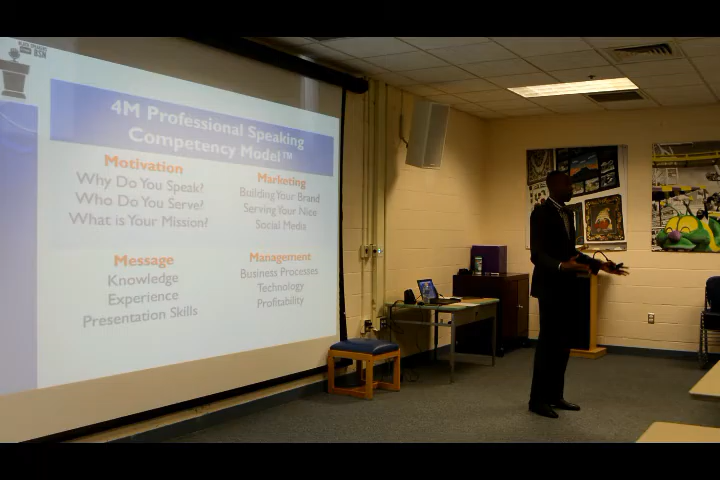 4M Professional Speaking
Competency Model™
Motivation
Why Do You Speak?
Who Do You Serve?
What is Your Mission?
Marketing
Building Your Brand
Serving Your Nice
Social Media
Message
Knowledge
Experience
Presentation Skills
Management
Business Processes
Technology
Profitability